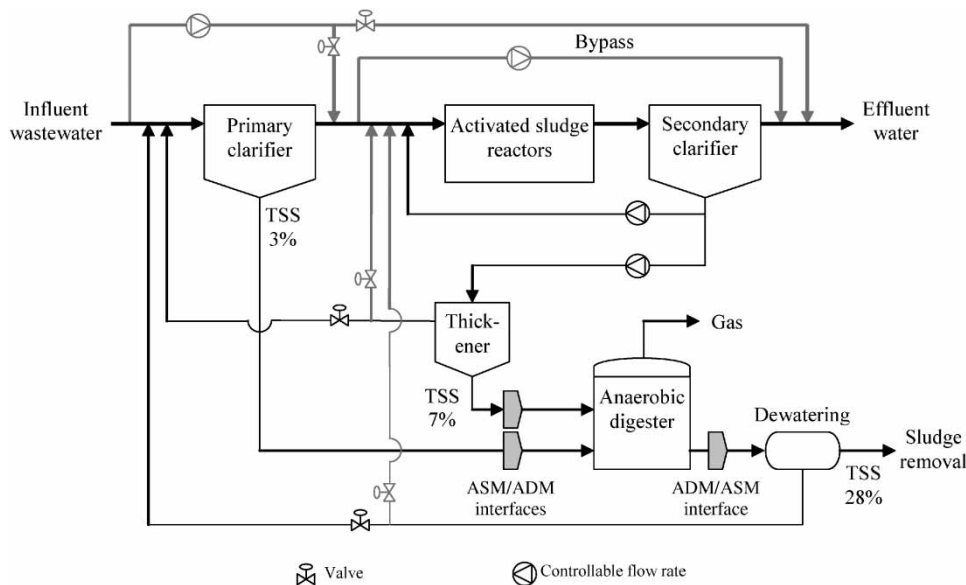 Bypass
Influent
wastewater
Primary
clarifier
Activated sludge
reactors
Secondary
clarifier
Effluent
water
TSS
3%
Thick-
ener
Gas
TSS
7%
Anaerobic
digester
Dewatering
Sludge
removal
TSS
28%
ASM/ADM
interfaces
ADM/ASM
interface
Valve
Controllable flow rate